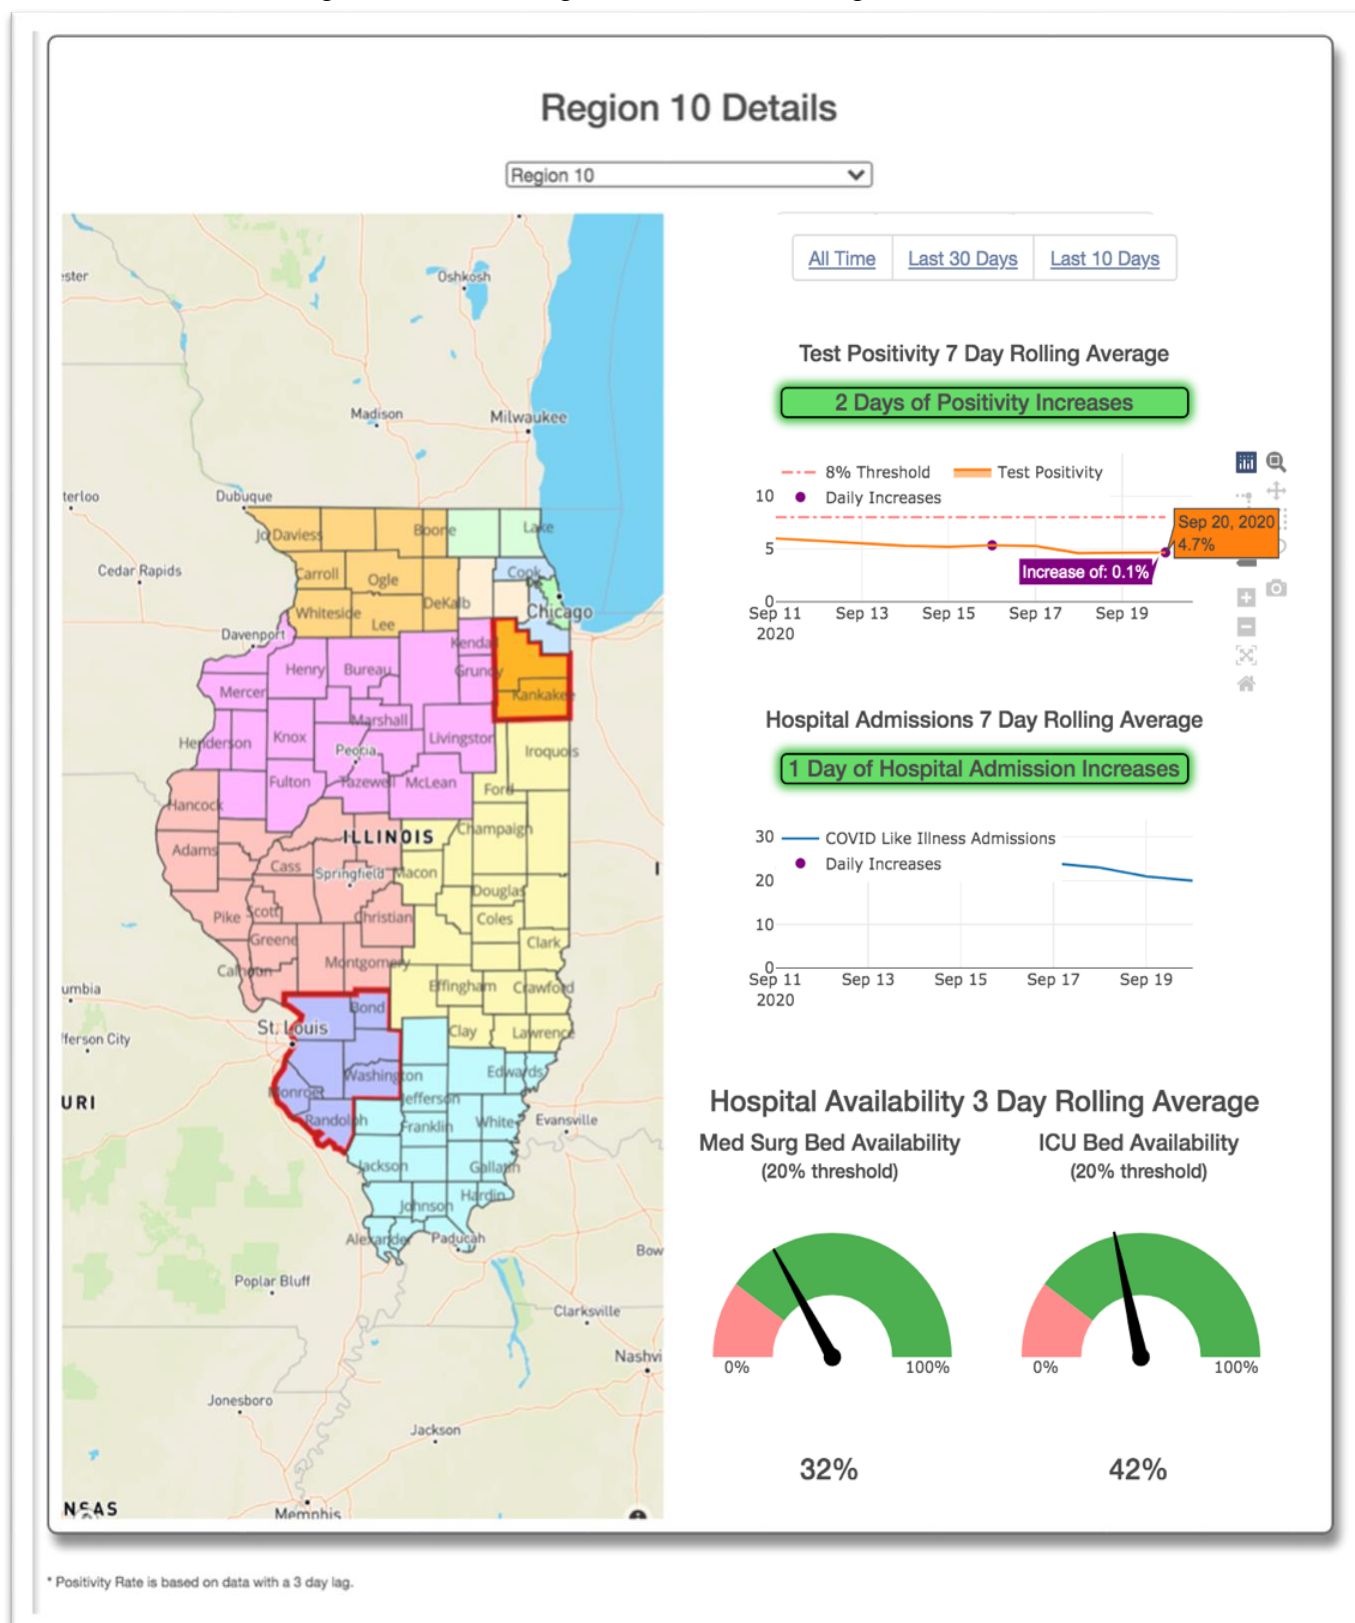 Region 10 Details
Region 10
Oshkosh
Madison
Milwaukee
Dubuque
Cedar Rapids
Davenport
Jo Daviess
Boone
Lake
Carroll
Ogle
Cook
DeKalb
Chicago
Whiteside
Lee
Kendall
Henry
Bureau
Grundy
Mercer
Kankakee
Marshall
Henderson
Knox
Peoria
Livingston
Iroquois
Fulton
Tazewell
McLean
Ford
Hancock
ILLINOIS
Champaign
Adams
Cass
Springfield
Macon
Douglas
Pike
Scott
Christian
Coles
Greene
Clark
Calhoun
Montgomery
Effingham
Crawford
Bond
St. Louis
Clay
Lawrence
Washington
Edwards
Monroe
Jefferson
Randolph
Franklin
White
Evansville
Jackson
Gallatin
Johnson
Hardin
Alexander
Paducah
Poplar Bluff
Clarksville
Jonesboro
Jackson
Memphis
ester
terloo
umbia
fferson City
URI
Bow
Nashvi
NSAS
I
All Time Last 30 Days Last 10 Days
Test Positivity 7 Day Rolling Average
2 Days of Positivity Increases
8% Threshold Test Positivity
Daily Increases
10
5
0
Sep 20, 2020
4.7%
Increase of: 0.1%
Sep 11 Sep 13 Sep 15 Sep 17 Sep 19
2020
Hospital Admissions 7 Day Rolling Average
1 Day of Hospital Admission Increases
COVID Like Illness Admissions
Daily Increases
30
20
10
0
Sep 11 Sep 13 Sep 15 Sep 17 Sep 19
2020
Hospital Availability 3 Day Rolling Average
Med Surg Bed Availability ICU Bed Availability
(20% threshold) (20% threshold)
0% 100% 0% 100%
32% 42%
* Positivity Rate is based on data with a 3 day lag.